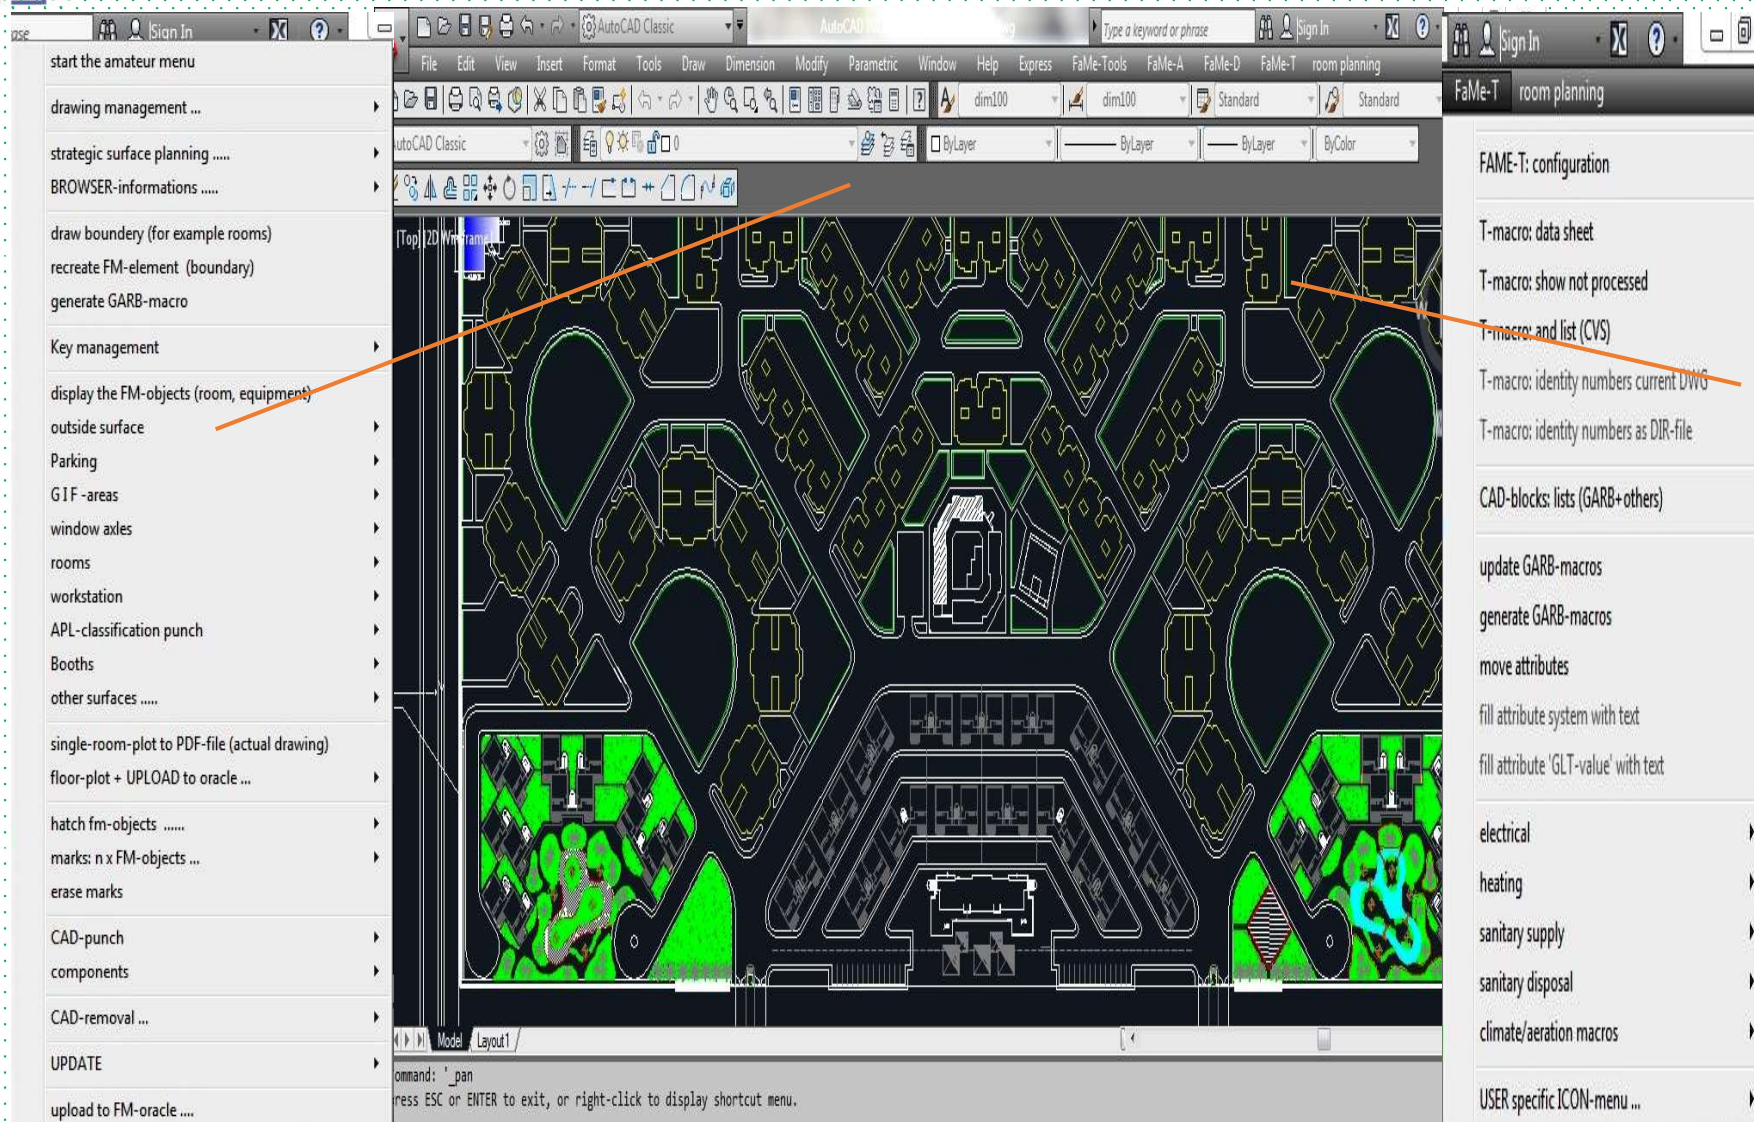 ase
Sign In
start the amateur menu
drawing management ...
strategic surface planning .....
BROWSER-informations .....
draw boundery (for example rooms)
recreate FM-element (boundary)
generate GARB-macro
Key management
display the FM-objects (room, equipment)
outside surface
Parking
G I F -areas
window axles
rooms
workstation
APL-classification punch
Booths
other surfaces .....
single-room-plot to PDF-file (actual drawing)
floor-plot + UPLOAD to oracle ...
hatch fm-objects ......
marks: n x FM-objects ...
erase marks
CAD-punch
components
CAD-removal ...
UPDATE
upload to FM-oracle ....
AutoCAD Classic
AutoCAD
Type a keyword or phrase
Sign In
File Edit View Insert Format Tools Draw Dimension Modify Parametric Window Help Express FaMe-Tools FaMe-A FaMe-D FaMe-T room planning
dim100 dim100 Standard Standard
utoCAD Classic 0 ByLayer ByLayer ByLayer ByColor
[Top][2D Wireframe]
W
Model Layout1
ommand: '_pan
ress ESC or ENTER to exit, or right-click to display shortcut menu.
Sign In
FaMe-T room planning
FAME-T: configuration
T-macro: data sheet
T-macro: show not processed
T-macro: and list (CVS)
T-macro: identity numbers current DWG
T-macro: identity numbers as DIR-file
CAD-blocks: lists (GARB+others)
update GARB-macros
generate GARB-macros
move attributes
fill attribute system with text
fill attribute 'GLT-value' with text
electrical
heating
sanitary supply
sanitary disposal
climate/aeration macros
USER specific ICON-menu ...